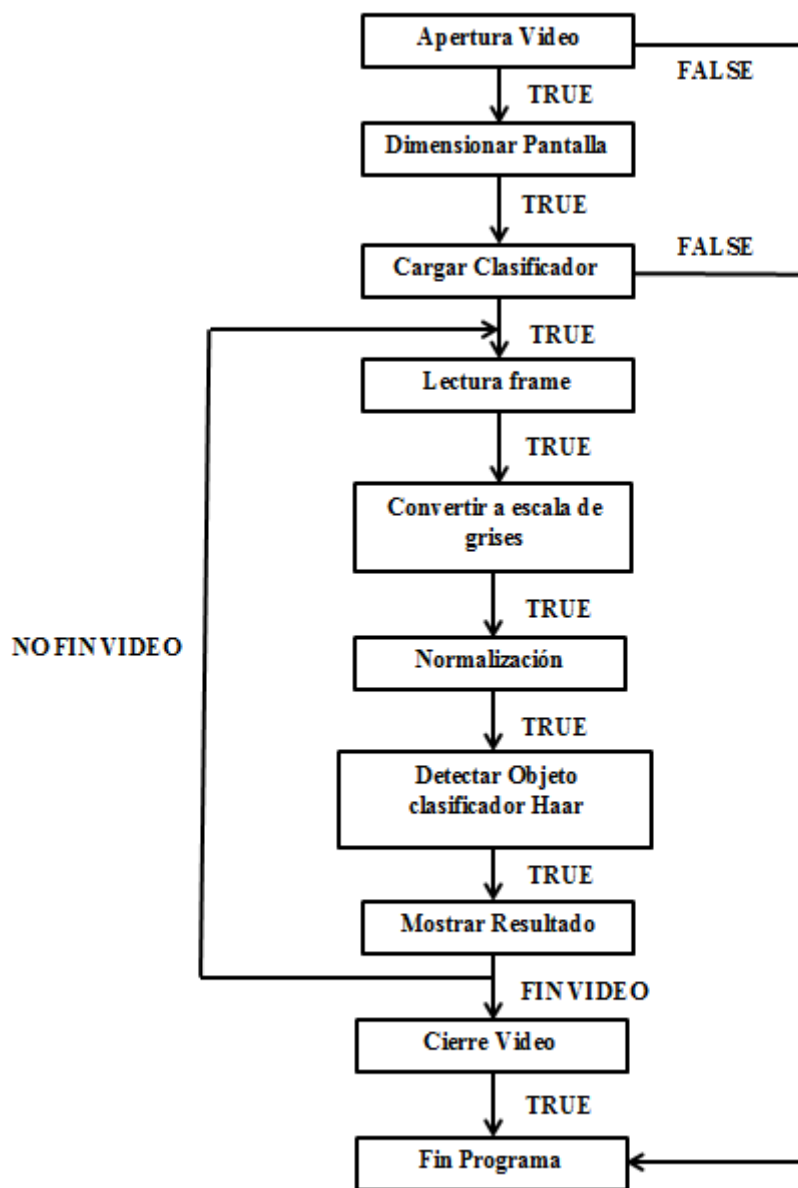 Apertura Video
FALSE
TRUE
Dimensionar Pantalla
TRUE
Cargar Clasificador
FALSE
TRUE
Lectura frame
TRUE
Convertir a escala de
grises
TRUE
NO FIN VIDEO
Normalización
TRUE
Detectar Objeto
clasificador Haar
TRUE
Mostrar Resultado
FIN VIDEO
Cierre Video
TRUE
Fin Programa